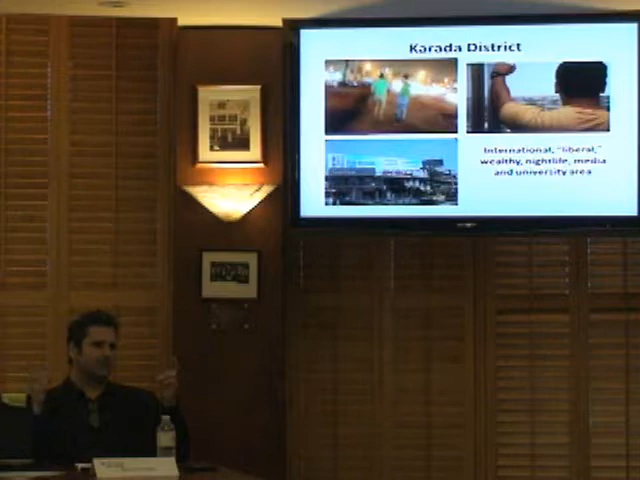 Karada District
International, "liberal,"
wealthy, nightlife, media
and university area